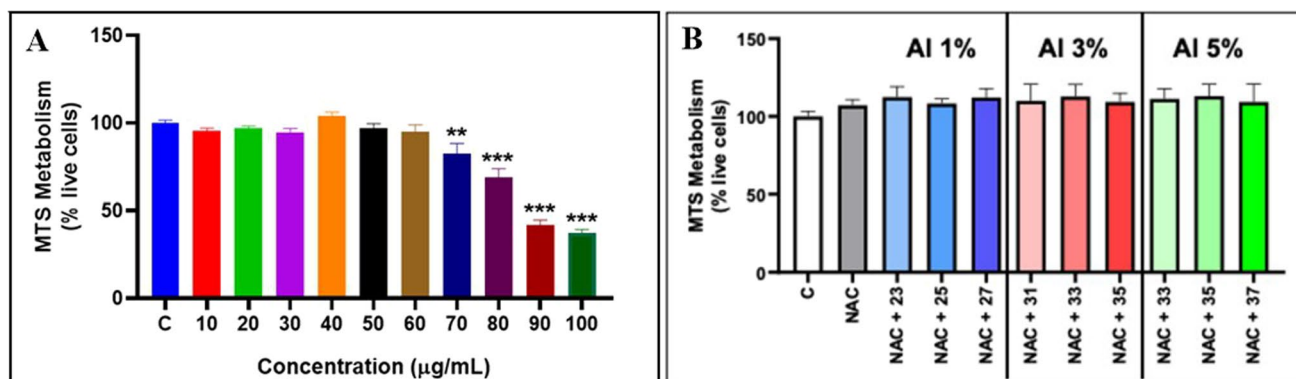 A
MTS Metabolism
(% live cells)
150
100
50
0
**
***
***
***
C 10 20 30 40 50 60 70 80 90 100
Concentration (µg/mL)
B
MTS Metabolism
(% live cells)
150
100
50
0
Al 1% Al 3% Al 5%
C
NAC
NAC + 23
NAC + 25
NAC + 27
NAC + 31
NAC + 33
NAC + 35
NAC + 33
NAC + 35
NAC + 37